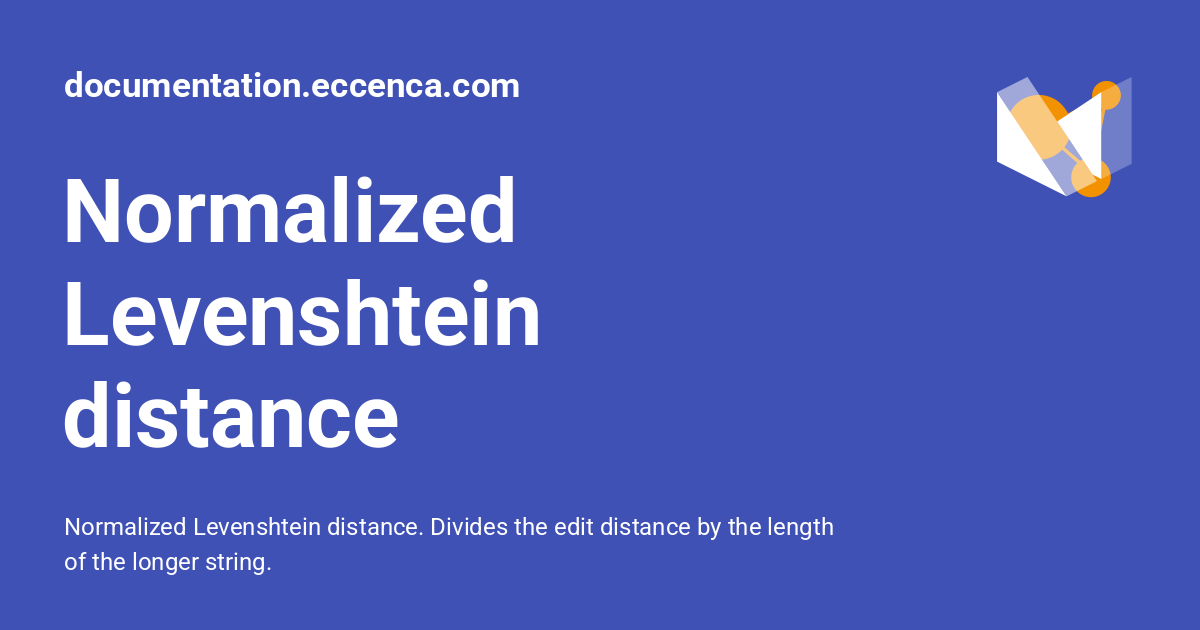 documentation.eccenca.com
Normalized
Levenshtein
distance
Normalized Levenshtein distance. Divides the edit distance by the length
of the longer string.